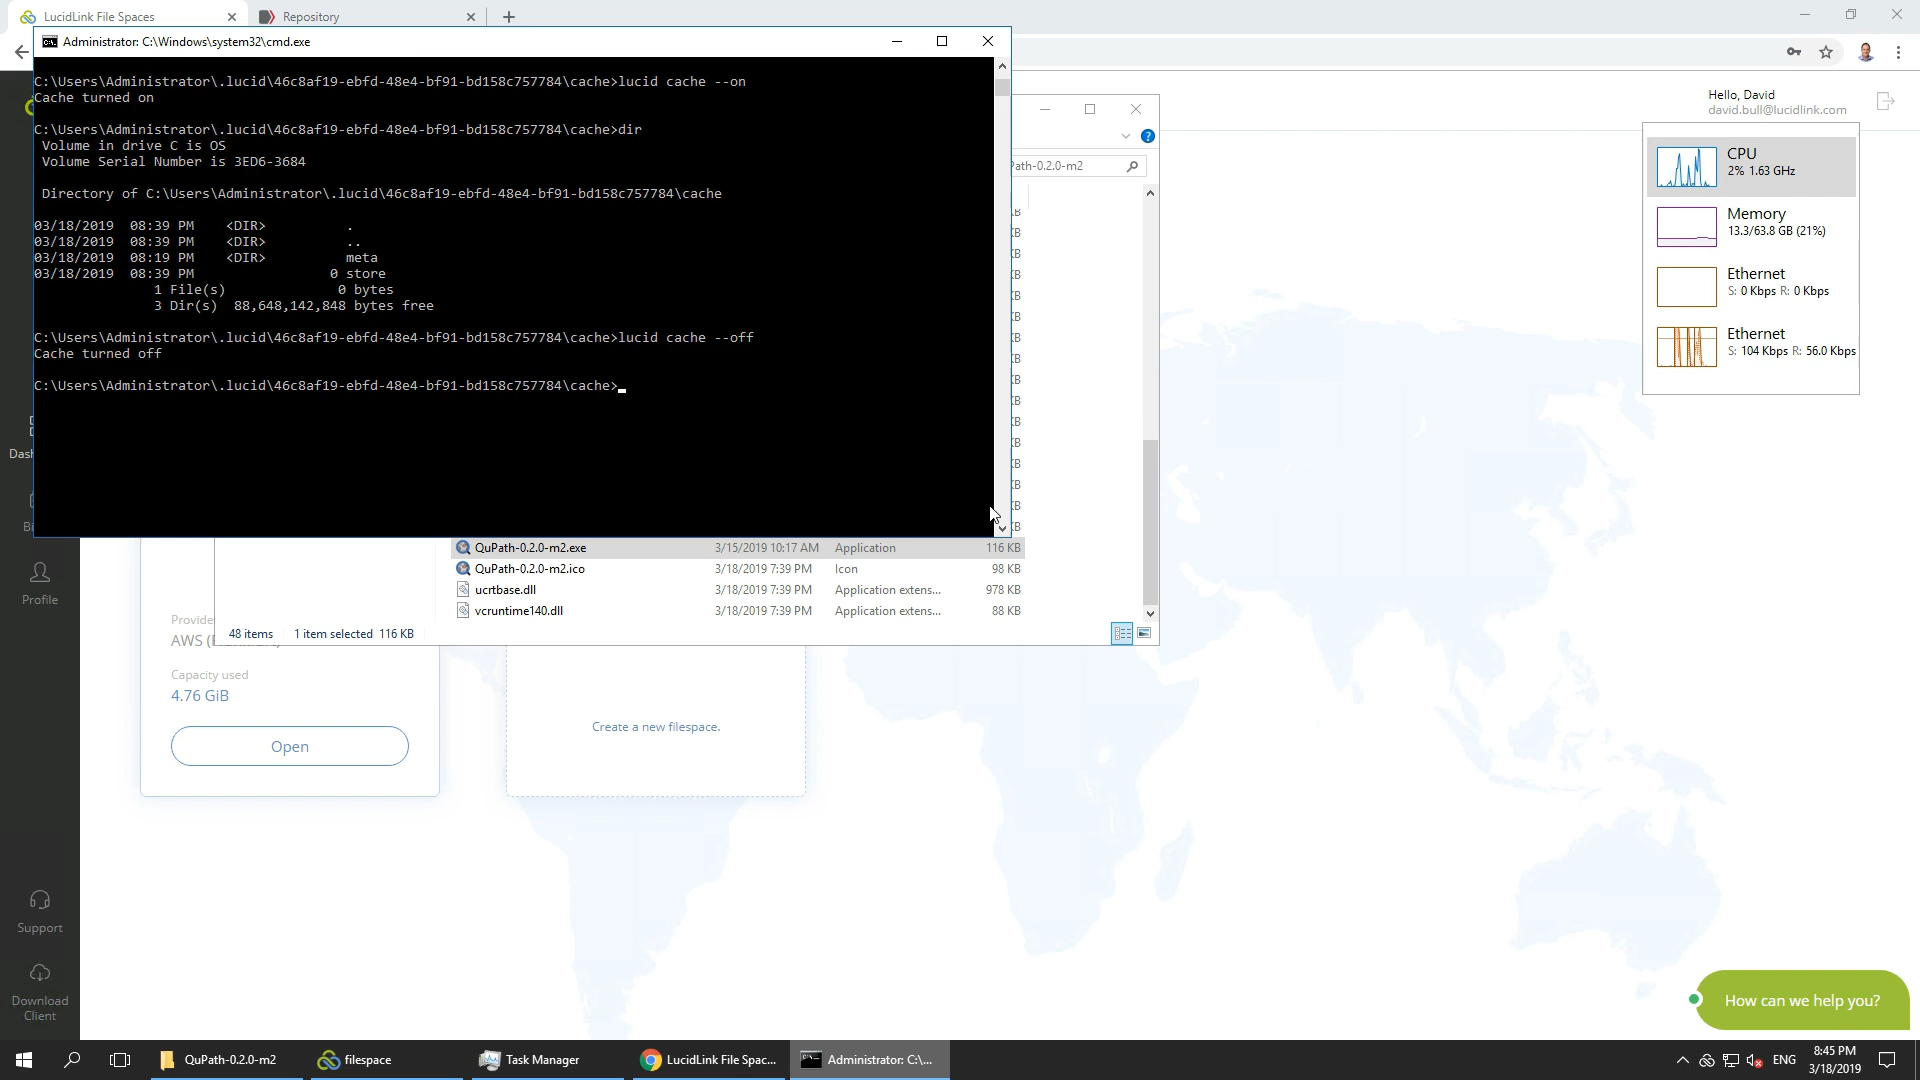 LucidLink File Spaces
Repository
Administrator: C:\Windows\system32\cmd.exe
C:\Users\Administrator\.lucid\46c8af19-ebfd-48e4-bf91-bd158c757784\cache>lucid cache --on
Cache turned on
C:\Users\Administrator\.lucid\46c8af19-ebfd-48e4-bf91-bd158c757784\cache>dir
Volume in drive C is OS
Volume Serial Number is 3ED6-3684
Directory of C:\Users\Administrator\.lucid\46c8af19-ebfd-48e4-bf91-bd158c757784\cache
03/18/2019 08:39 PM <DIR> .
03/18/2019 08:39 PM <DIR> ..
03/18/2019 08:19 PM <DIR> meta
03/18/2019 08:39 PM 0 store
1 File(s) 0 bytes
3 Dir(s) 88,648,142,848 bytes free
C:\Users\Administrator\.lucid\46c8af19-ebfd-48e4-bf91-bd158c757784\cache>lucid cache --off
Cache turned off
C:\Users\Administrator\.lucid\46c8af19-ebfd-48e4-bf91-bd158c757784\cache>
Path-0.2.0-m2
Hello, David
david.bull@lucidlink.com
CPU
2% 1.63 GHz
Memory
13.3/63.8 GB (21%)
Ethernet
S: 0 Kbps R: 0 Kbps
Ethernet
S: 104 Kbps R: 56.0 Kbps
QuPath-0.2.0-m2.exe 3/15/2019 10:17 AM Application 116 KB
QuPath-0.2.0-m2.ico 3/18/2019 7:39 PM Icon 98 KB
ucrtbase.dll 3/18/2019 7:39 PM Application extens... 978 KB
vcruntime140.dll 3/18/2019 7:39 PM Application extens... 88 KB
48 items 1 item selected 116 KB
Profile
Support
Download
Client
AWS
Capacity used
4.76 GiB
Open
Create a new filespace.
How can we help you?
QuPath-0.2.0-m2
filespace
Task Manager
LucidLink File Spac...
Administrator: C:\...
ENG
8:45 PM
3/18/2019